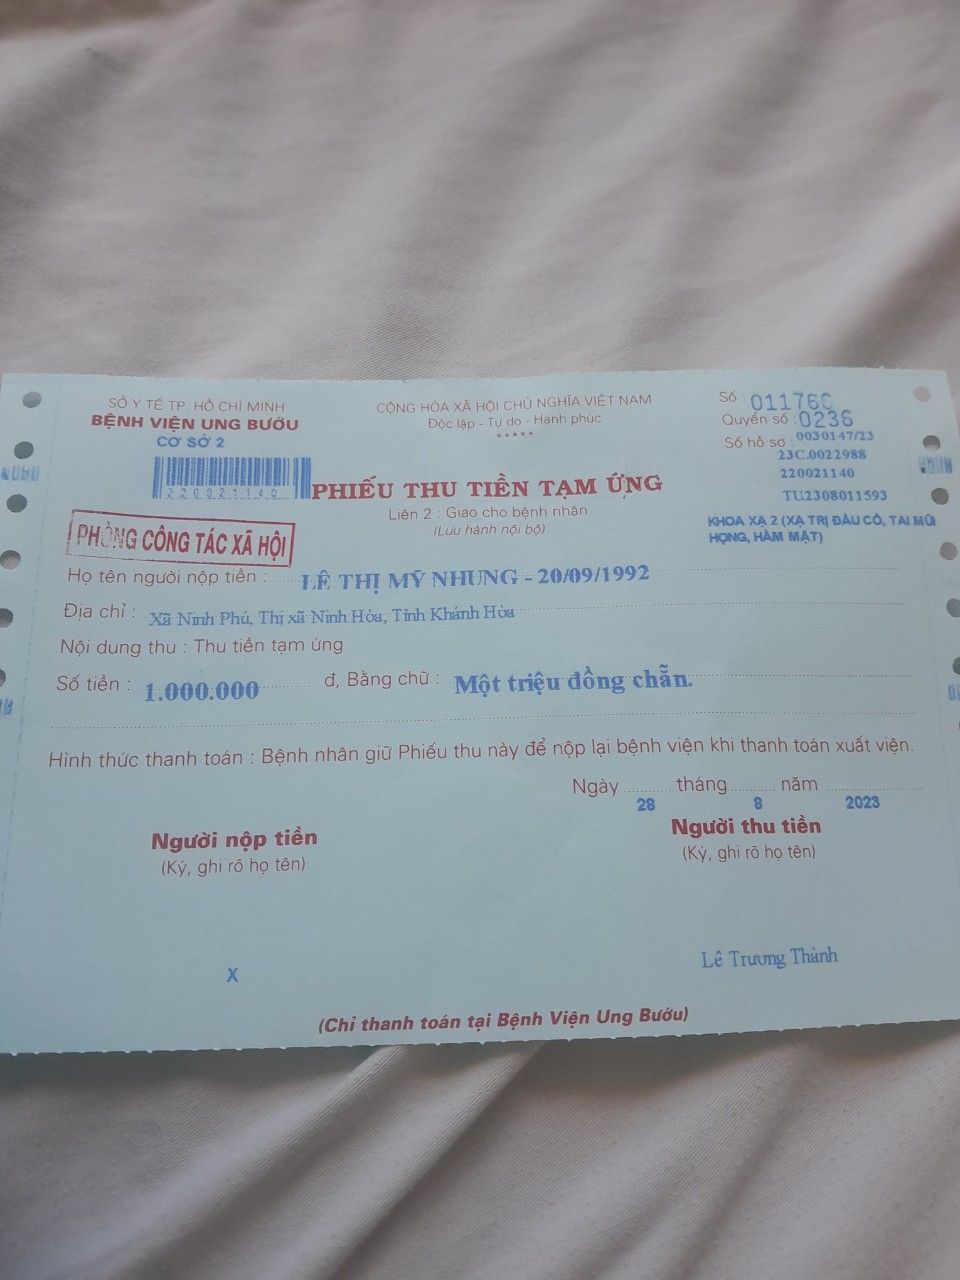 SỞ Y TẾ TP. HỒ CHÍ MINH
BỆNH VIỆN UNG BƯỚU
CƠ SỞ 2
220021140
CỘNG HÒA XÃ HỘI CHỦ NGHĨA VIỆT NAM
Độc lập - Tự do - Hạnh phúc
*****
Số : 01176C
Quyển số : 0236
Số hồ sơ : 0030147/23
23C.0022988
220021140
TU2308011593
KHOA XẠ 2 (XẠ TRỊ ĐẦU CỔ, TAI MŨI
HỌNG, HÀM MẶT)
PHIẾU THU TIỀN TẠM ỨNG
Liên 2 : Giao cho bệnh nhân
(Lưu hành nội bộ)
PHÒNG CÔNG TÁC XÃ HỘI
Họ tên người nộp tiền : LÊ THỊ MỸ NHUNG - 20/09/1992
Địa chỉ : Xã Ninh Phú, Thị xã Ninh Hòa, Tỉnh Khánh Hòa
Nội dung thu : Thu tiền tạm ứng
Số tiền : 1.000.000 đ, Bằng chữ : Một triệu đồng chẵn.
Hình thức thanh toán : Bệnh nhân giữ Phiếu thu này để nộp lại bệnh viện khi thanh toán xuất viện.
Ngày 28 tháng 8 năm 2023
Người nộp tiền
(Ký, ghi rõ họ tên)
Người thu tiền
(Ký, ghi rõ họ tên)
X
Lê Trương Thành
(Chỉ thanh toán tại Bệnh Viện Ung Bướu)